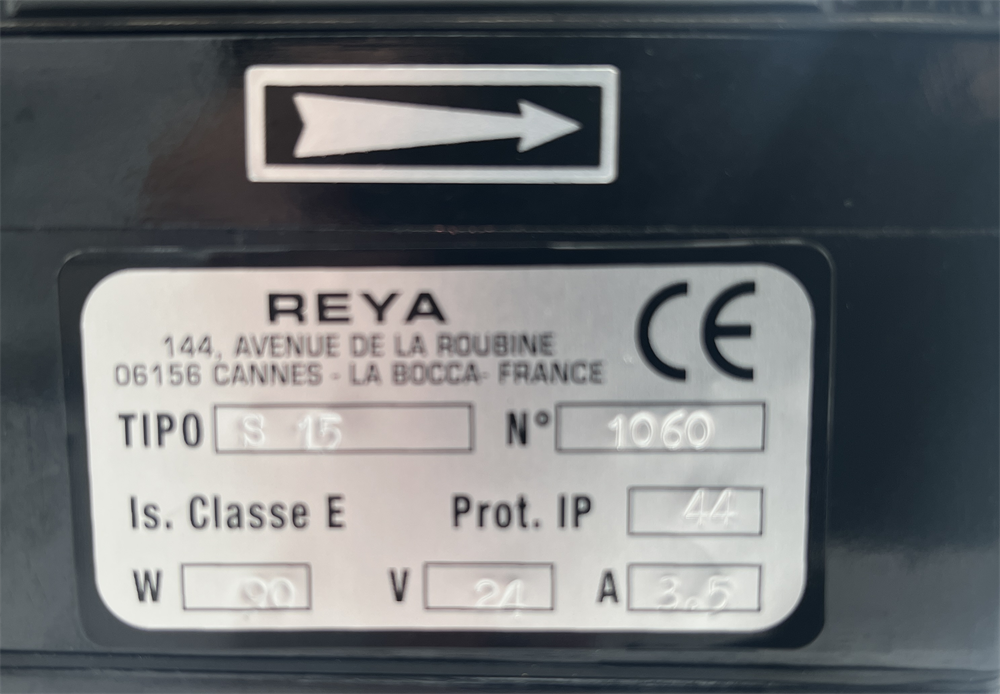 REYA
CE
144, AVENUE DE LA ROUBINE
06156 CANNES - LA BOCCA- FRANCE
TIPO S 15 N° 1060
Is. Classe E Prot. IP 44
W 90 V 24 A 3.5